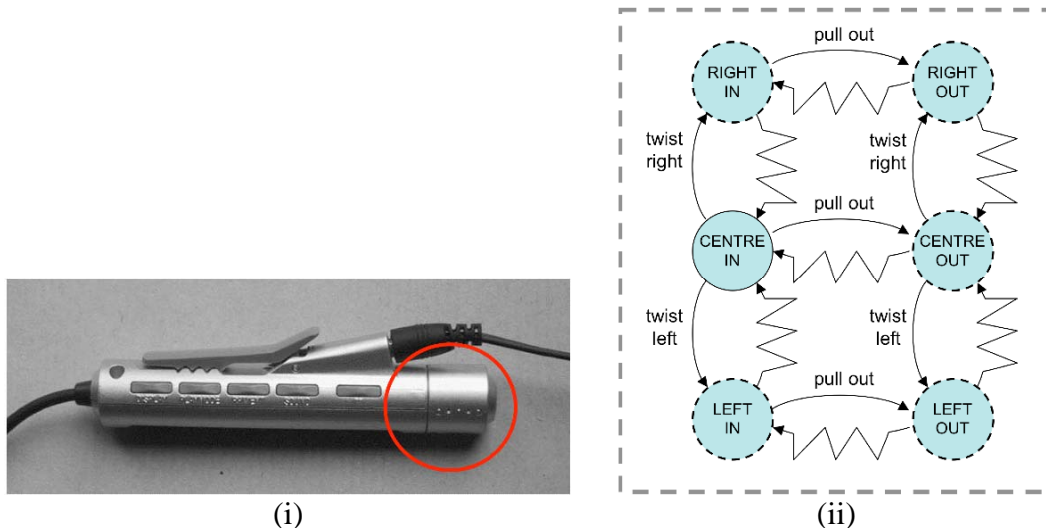 pull out
RIGHT
IN
RIGHT
OUT
twist
right
twist
right
pull out
CENTRE
IN
CENTRE
OUT
twist
left
twist
left
pull out
LEFT
IN
LEFT
OUT
(i)
(ii)